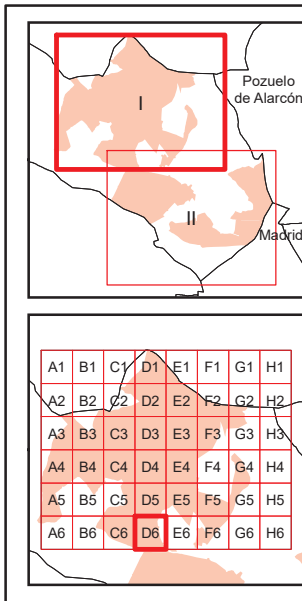 I
Pozuelo
de Alarcón
II
Madrid
A1 B1 C1 D1 E1 F1 G1 H1
A2 B2 C2 D2 E2 F2 G2 H2
A3 B3 C3 D3 E3 F3 G3 H3
A4 B4 C4 D4 E4 F4 G4 H4
A5 B5 C5 D5 E5 F5 G5 H5
A6 B6 C6 D6 E6 F6 G6 H6